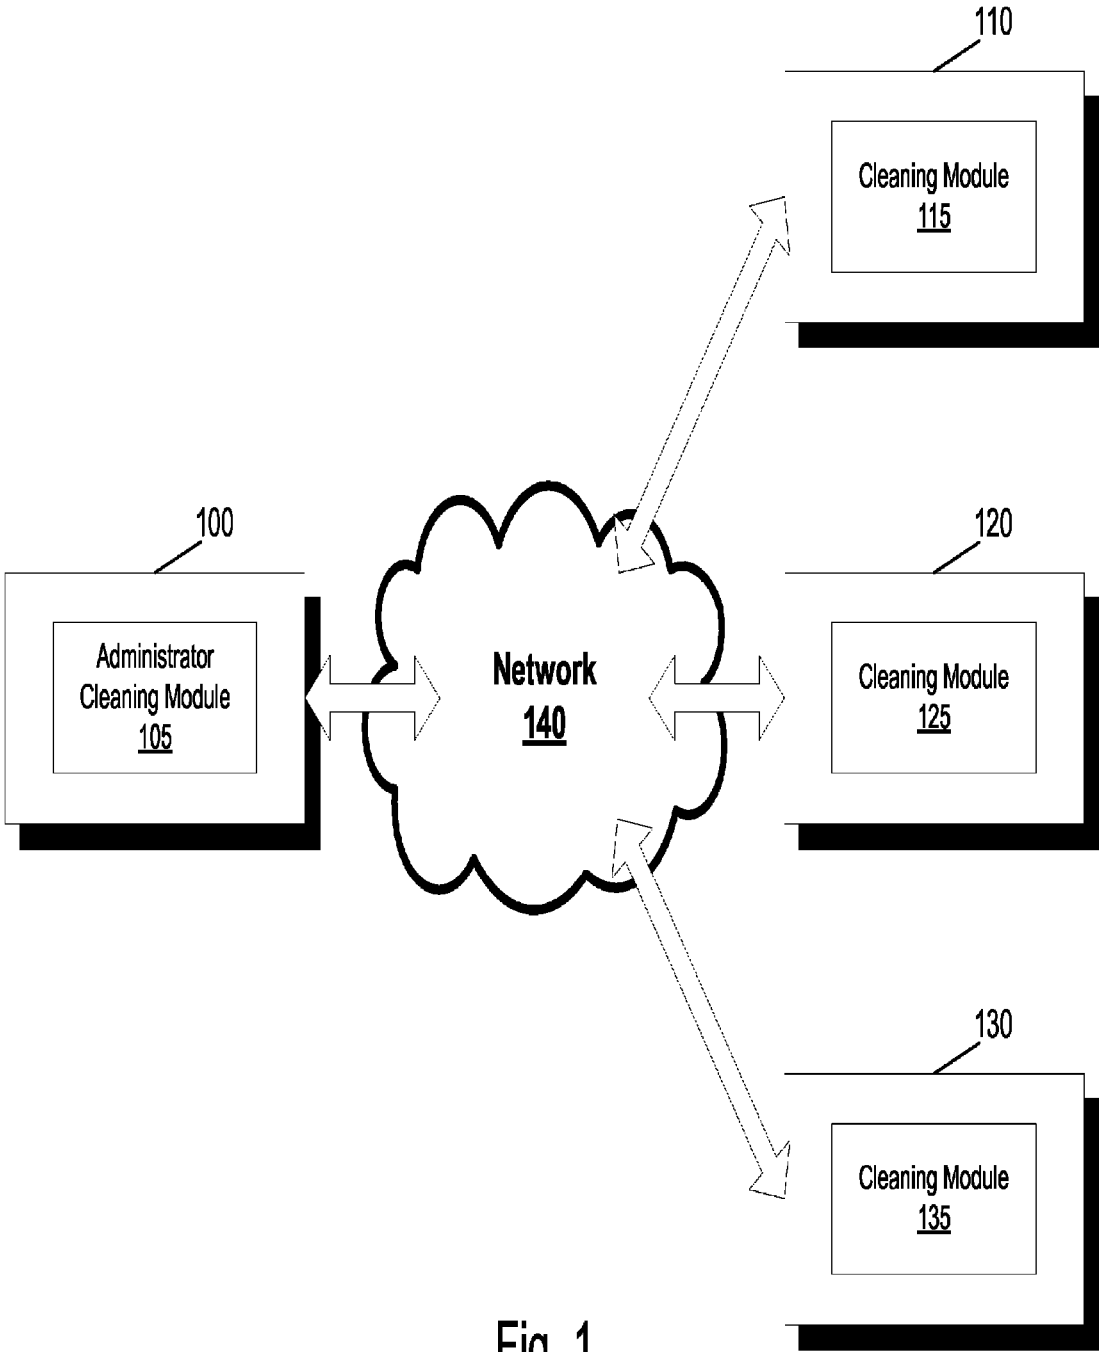 110
Cleaning Module
115
100
120
Administrator
Cleaning Module
105
Network
140
Cleaning Module
125
130
Cleaning Module
135
Fig. 1